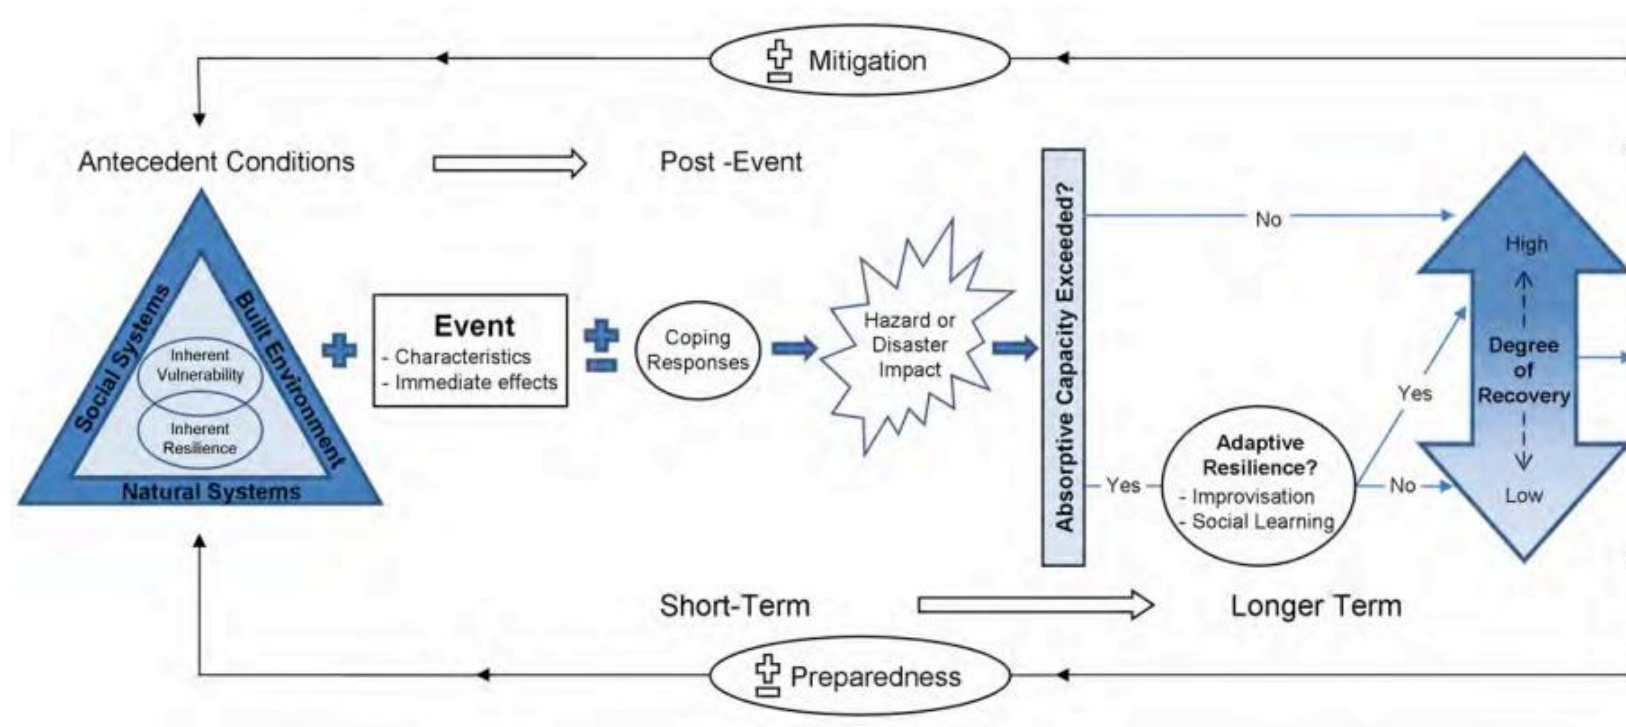 Mitigation
Antecedent Conditions
Post -Event
Social Systems
Built Environment
Natural Systems
Inherent
Vulnerability
Inherent
Resilience
Event
- Characteristics
- Immediate effects
Coping
Responses
Hazard or
Disaster
Impact
Absorptive Capacity Exceeded?
No
Yes
Adaptive
Resilience?
- Improvisation
- Social Learning
Yes
No
High
Degree
of
Recovery
Low
Short-Term
Longer Term
Preparedness